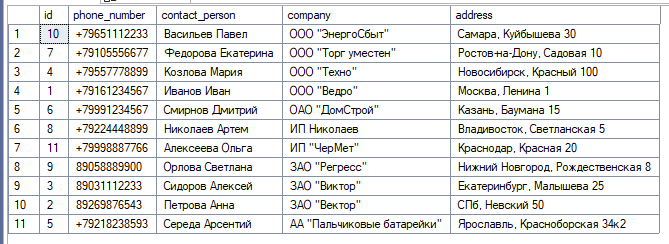 id phone_number contact_person company address
1 10 +79651112233 Васильев Павел ООО "ЭнергоСбыт" Самара, Куйбышева 30
2 7 +79105556677 Федорова Екатерина ООО "Торг уместен" Ростов-на-Дону, Садовая 10
3 4 +79557778899 Козлова Мария ООО "Техно" Новосибирск, Красный 100
4 1 +79161234567 Иванов Иван ООО "Ведро" Москва, Ленина 1
5 6 +79991234567 Смирнов Дмитрий ОАО "ДомСтрой" Казань, Баумана 15
6 8 +79224448899 Николаев Артем ИП Николаев Владивосток, Светланская 5
7 11 +79998887766 Алексеева Ольга ИП "ЧерМет" Краснодар, Красная 20
8 9 89058889900 Орлова Светлана ЗАО "Регресс" Нижний Новгород, Рождественская 8
9 3 89031112233 Сидоров Алексей ЗАО "Виктор" Екатеринбург, Малышева 25
10 2 89269876543 Петрова Анна ЗАО "Вектор" СПб, Невский 50
11 5 +79218238593 Середа Арсентий АА "Пальчиковые батарейки" Ярославль, Красноборская 34к2